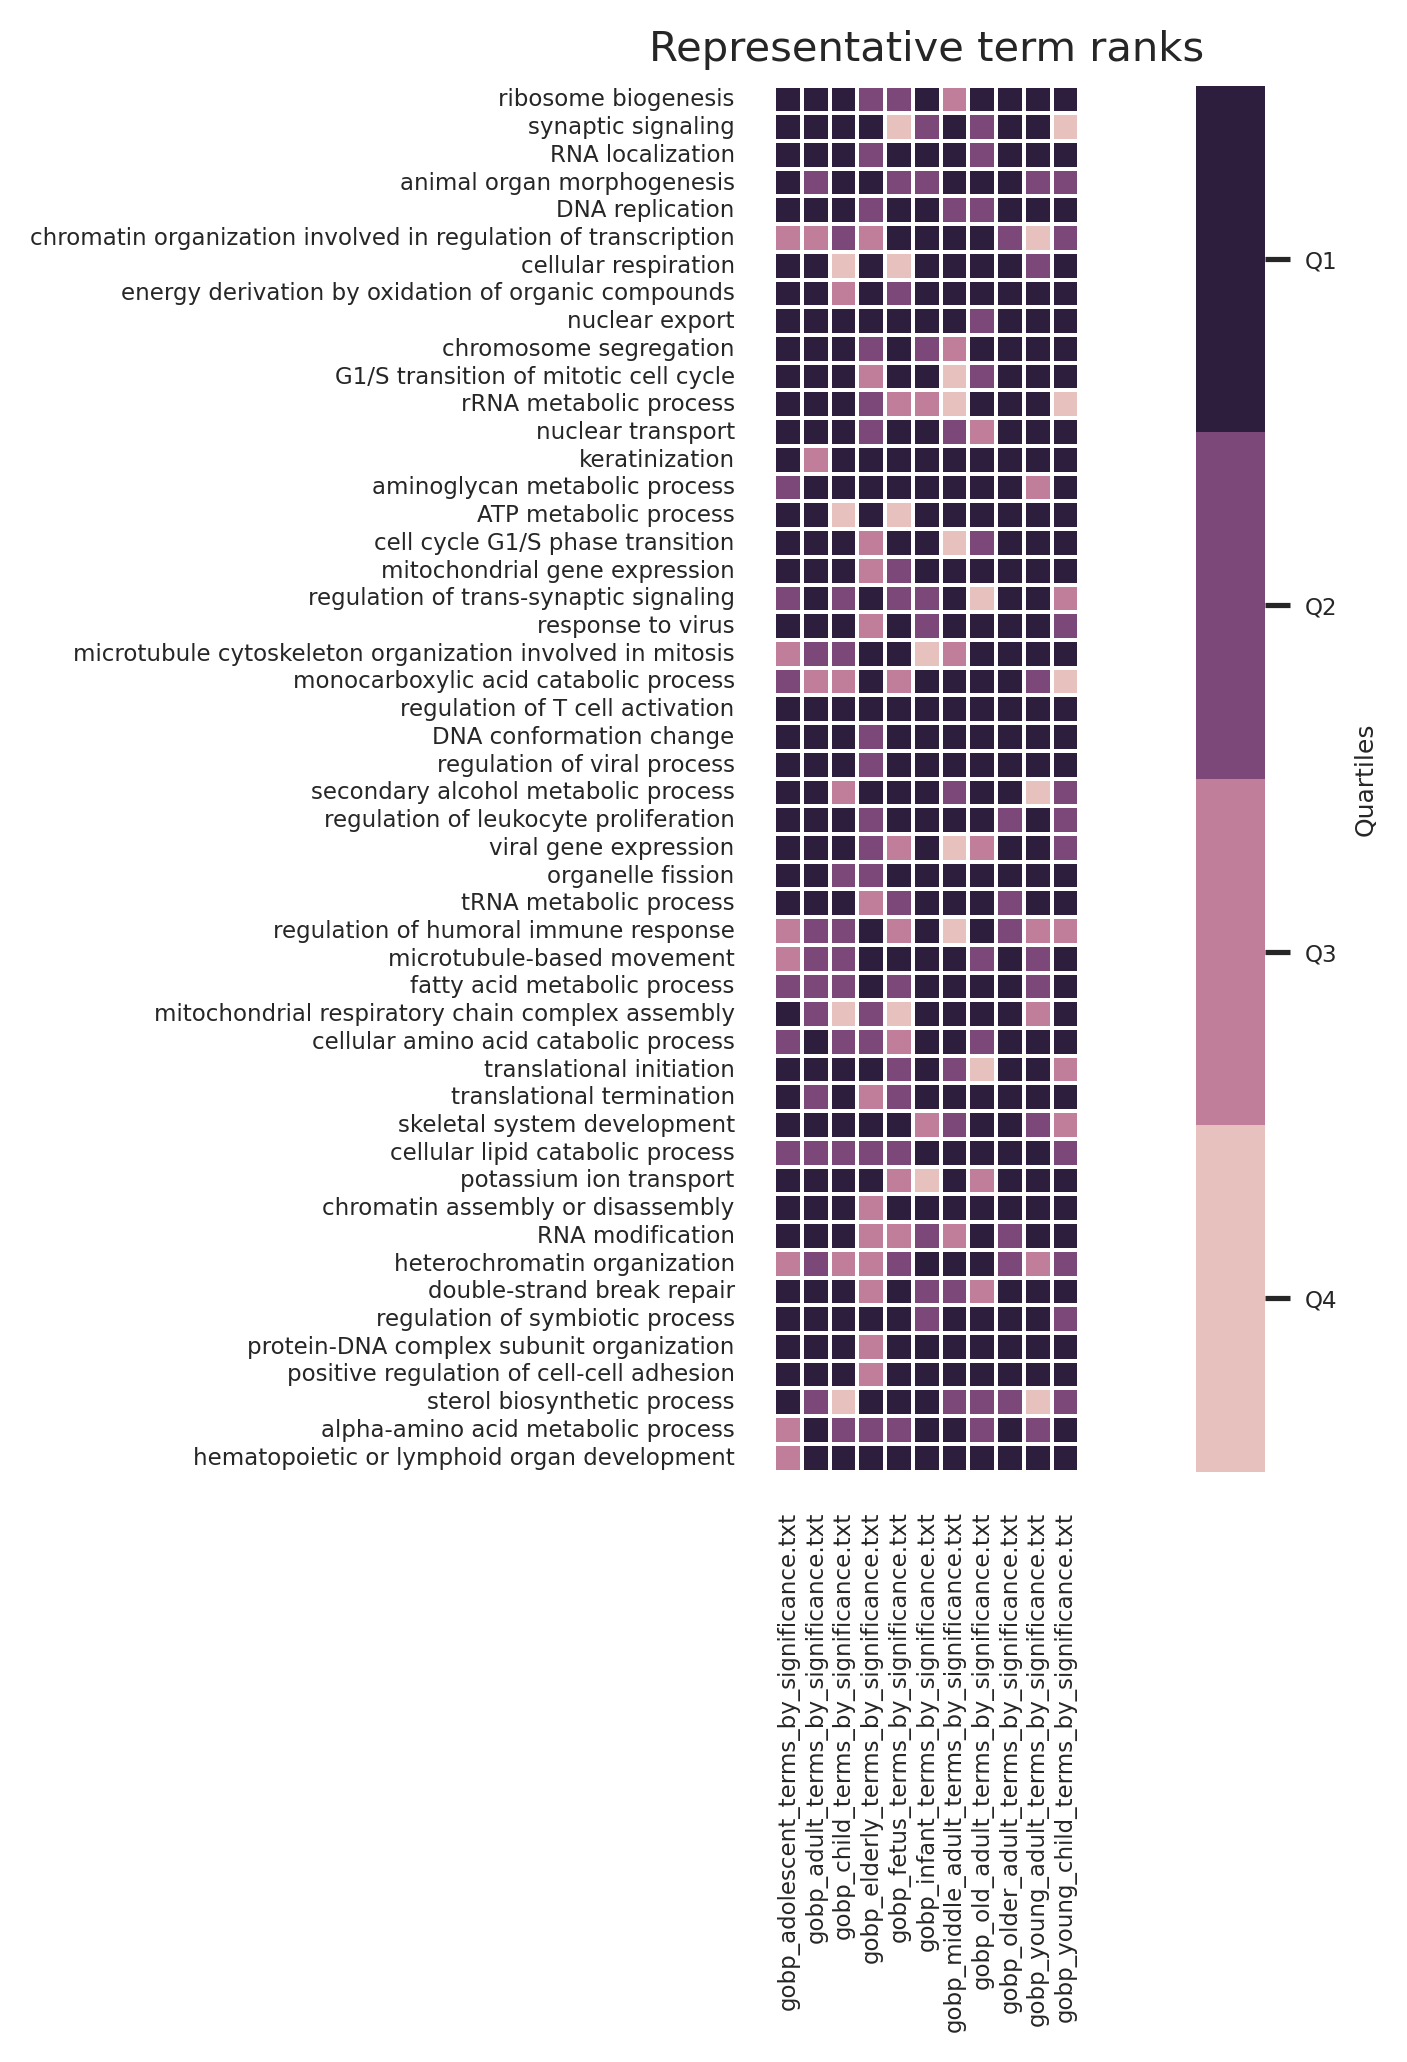 Representative term ranks
ribosome biogenesis
synaptic signaling
RNA localization
animal organ morphogenesis
DNA replication
chromatin organization involved in regulation of transcription
cellular respiration
energy derivation by oxidation of organic compounds
nuclear export
chromosome segregation
G1/S transition of mitotic cell cycle
rRNA metabolic process
nuclear transport
keratinization
aminoglycan metabolic process
ATP metabolic process
cell cycle G1/S phase transition
mitochondrial gene expression
regulation of trans-synaptic signaling
response to virus
microtubule cytoskeleton organization involved in mitosis
monocarboxylic acid catabolic process
regulation of T cell activation
DNA conformation change
regulation of viral process
secondary alcohol metabolic process
regulation of leukocyte proliferation
viral gene expression
organelle fission
tRNA metabolic process
regulation of humoral immune response
microtubule-based movement
fatty acid metabolic process
mitochondrial respiratory chain complex assembly
cellular amino acid catabolic process
translational initiation
translational termination
skeletal system development
cellular lipid catabolic process
potassium ion transport
chromatin assembly or disassembly
RNA modification
heterochromatin organization
double-strand break repair
regulation of symbiotic process
protein-DNA complex subunit organization
positive regulation of cell-cell adhesion
sterol biosynthetic process
alpha-amino acid metabolic process
hematopoietic or lymphoid organ development
gobp_adolescent_terms_by_significance.txt
gobp_adult_terms_by_significance.txt
gobp_child_terms_by_significance.txt
gobp_elderly_terms_by_significance.txt
gobp_fetus_terms_by_significance.txt
gobp_infant_terms_by_significance.txt
gobp_middle_adult_terms_by_significance.txt
gobp_old_adult_terms_by_significance.txt
gobp_older_adult_terms_by_significance.txt
gobp_young_adult_terms_by_significance.txt
gobp_young_child_terms_by_significance.txt
Q1
Q2
Q3
Q4
Quartiles